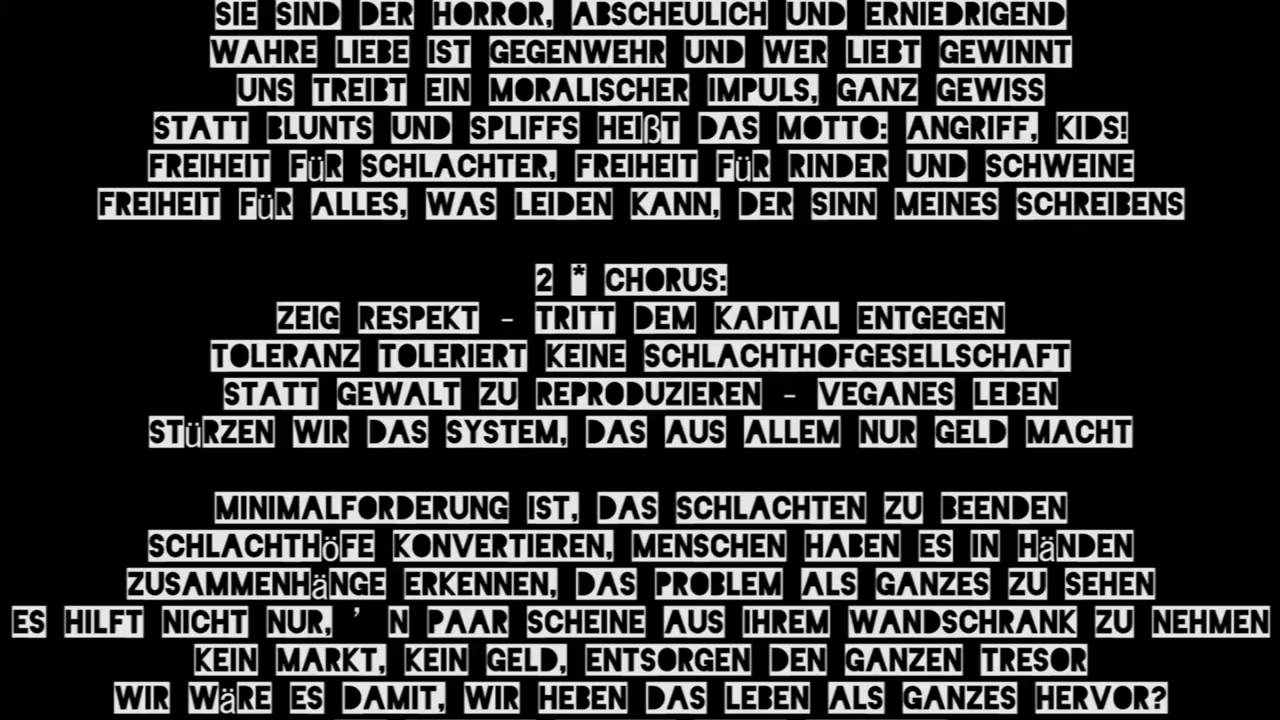 SIE SIND DER HORROR, ABSCHEULICH UND ERNIEDRIGEND
WAHRE LIEBE IST GEGENWEHR UND WER LIEBT GEWINNT
UNS TREIBT EIN MORALISCHER IMPULS, GANZ GEWISS
STATT BLUNTS UND SPLIFFS HEIßT DAS MOTTO: ANGRIFF, KIDS!
FREIHEIT FüR SCHLACHTER, FREIHEIT FüR RINDER UND SCHWEINE
FREIHEIT FüR ALLES, WAS LEIDEN KANN, DER SINN MEINES SCHREIBENS
2 * CHORUS:
ZEIG RESPEKT - TRITT DEM KAPITAL ENTGEGEN
TOLERANZ TOLERIERT KEINE SCHLACHTHOFGESELLSCHAFT
STATT GEWALT ZU REPRODUZIEREN - VEGANES LEBEN
STüRZEN WIR DAS SYSTEM, DAS AUS ALLEM NUR GELD MACHT
MINIMALFORDERUNG IST, DAS SCHLACHTEN ZU BEENDEN
SCHLACHTHöFE KONVERTIEREN, MENSCHEN HABEN ES IN HäNDEN
ZUSAMMENHäNGE ERKENNEN, DAS PROBLEM ALS GANZES ZU SEHEN
ES HILFT NICHT NUR, ' N PAAR SCHEINE AUS IHREM WANDSCHRANK ZU NEHMEN
KEIN MARKT, KEIN GELD, ENTSORGEN DEN GANZEN TRESOR
WIR WäRE ES DAMIT, WIR HEBEN DAS LEBEN ALS GANZES HERVOR?